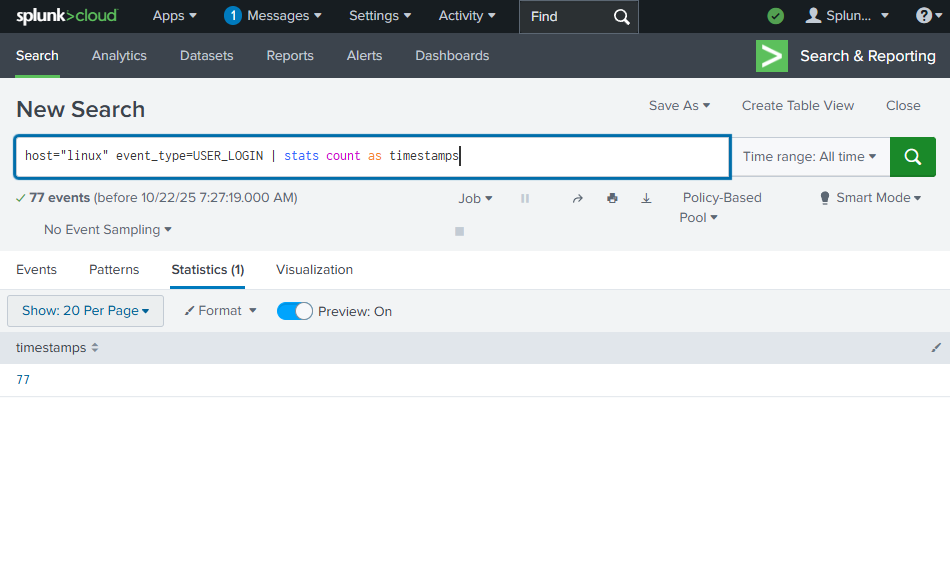 splunk>cloud Apps 1 Messages Settings Activity Find Splun... ?
Search Analytics Datasets Reports Alerts Dashboards > Search & Reporting
New Search Save As Create Table View Close
host="linux" event_type=USER_LOGIN | stats count as timestamps Time range: All time
77 events (before 10/22/25 7:27:19.000 AM) Job Policy-Based Smart Mode
Pool
No Event Sampling
Events Patterns Statistics (1) Visualization
Show: 20 Per Page Format Preview: On
timestamps
77